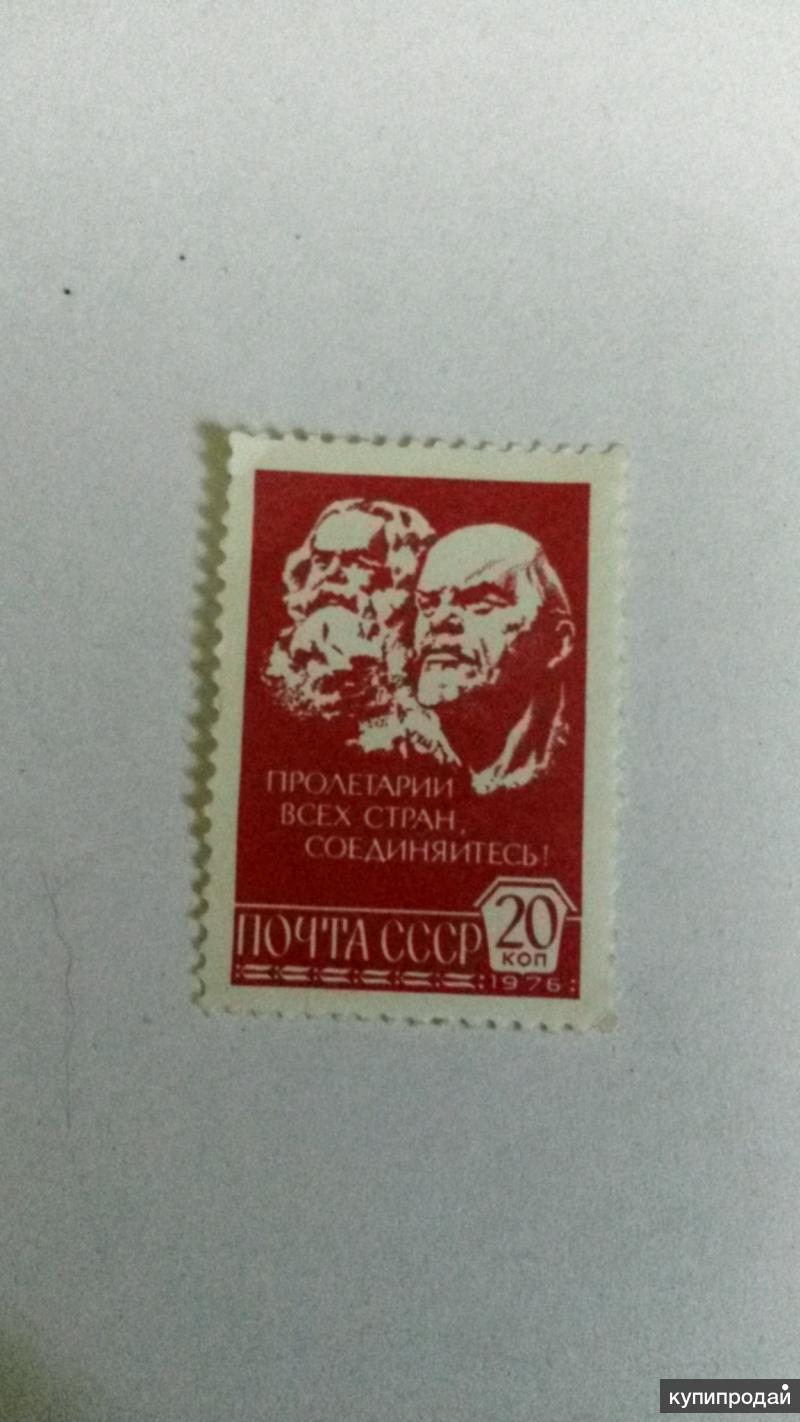 ПРОЛЕТАРИИ
ВСЕХ СТРАН,
СОЕДИНЯЙТЕСЬ!
ПОЧТА СССР
20
КОП
1976
купипродай